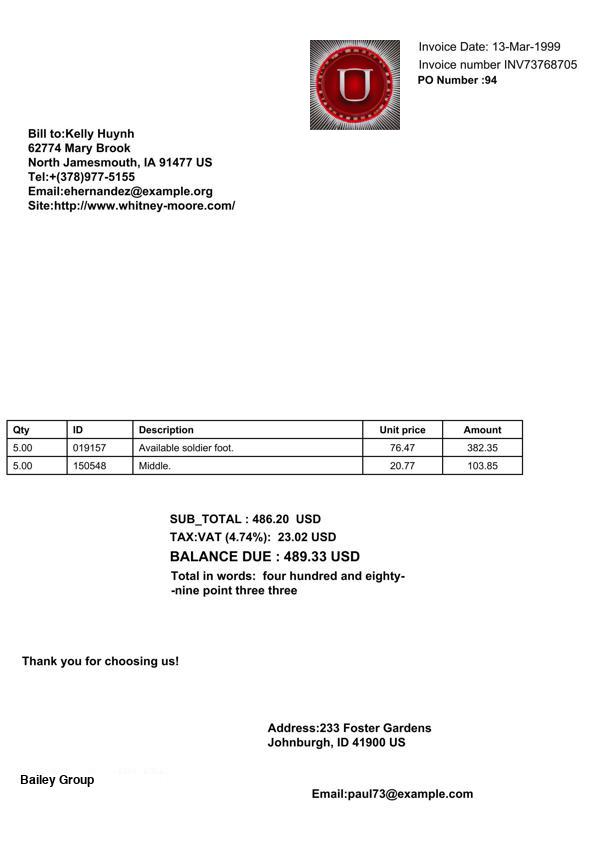 Invoice Date: 13-Mar-1999
Invoice number INV73768705
PO Number :94
U
Bill to:Kelly Huynh
62774 Mary Brook
North Jamesmouth, IA 91477 US
Tel:+(378)977-5155
Email:ehernandez@example.org
Site:http://www.whitney-moore.com/
Qty ID Description Unit price Amount
5.00 019157 Available soldier foot. 76.47 382.35
5.00 150548 Middle. 20.77 103.85
SUB_TOTAL : 486.20 USD
TAX:VAT (4.74%): 23.02 USD
BALANCE DUE : 489.33 USD
Total in words: four hundred and eighty-
-nine point three three
Thank you for choosing us!
Address:233 Foster Gardens
Johnburgh, ID 41900 US
Bailey Group
Email:paul73@example.com